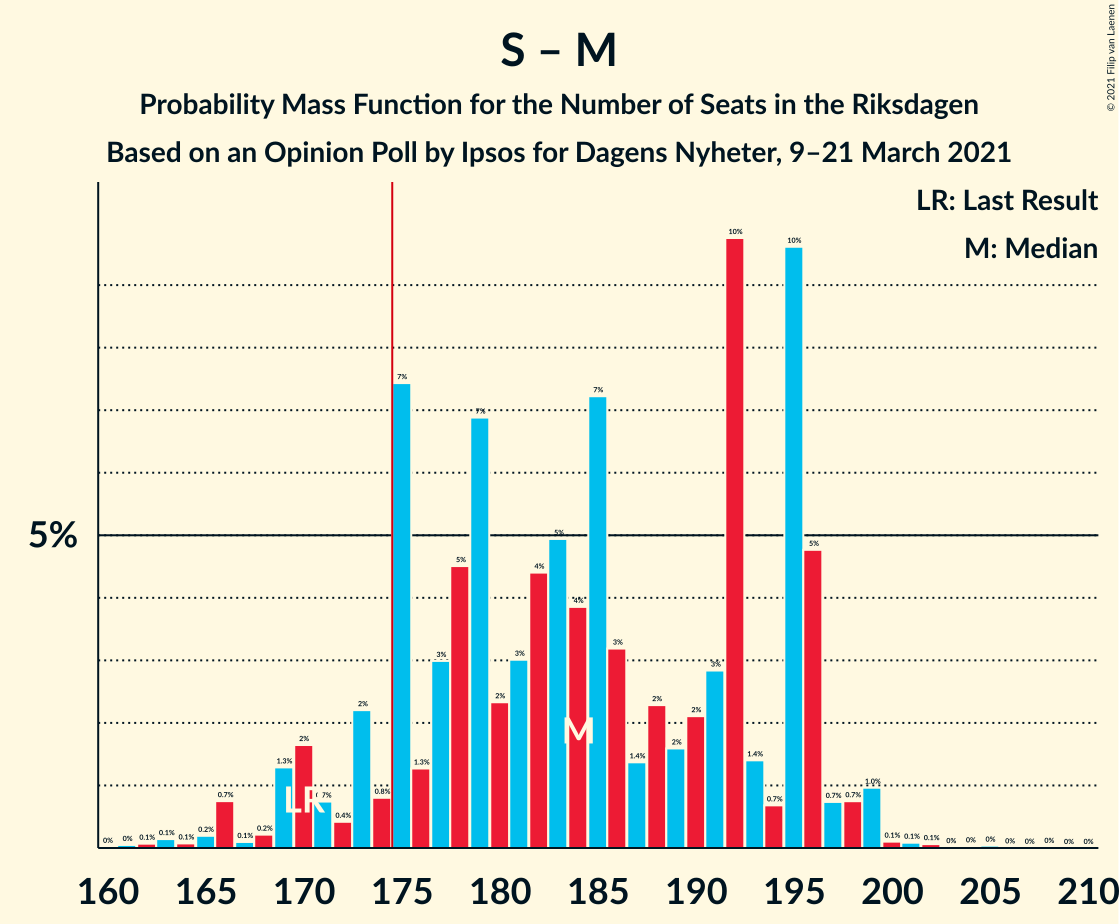 S – M
Probability Mass Function for the Number of Seats in the Riksdagen
Based on an Opinion Poll by Ipsos for Dagens Nyheter, 9–21 March 2021
© 2021 Filip van Laenen
LR: Last Result
M: Median
5%
0% 0% 0.1% 0.1% 0.1% 0.2% 0.7% 0.1% 0.2% 1.3% 2% 7% 0.4% 2% 0.8% 7% 1.3% 3% 5% 7% 2% 3% 4% 5% 4% 7% 3% 1.4% 2% 2% 2% 3% 10% 1.4% 0.7% 10% 5% 0.7% 0.7% 1.0% 0.1% 0.1% 0.1% 0% 0% 0% 0% 0% 0% 0% 0%
LR
M
160 165 170 175 180 185 190 195 200 205 210